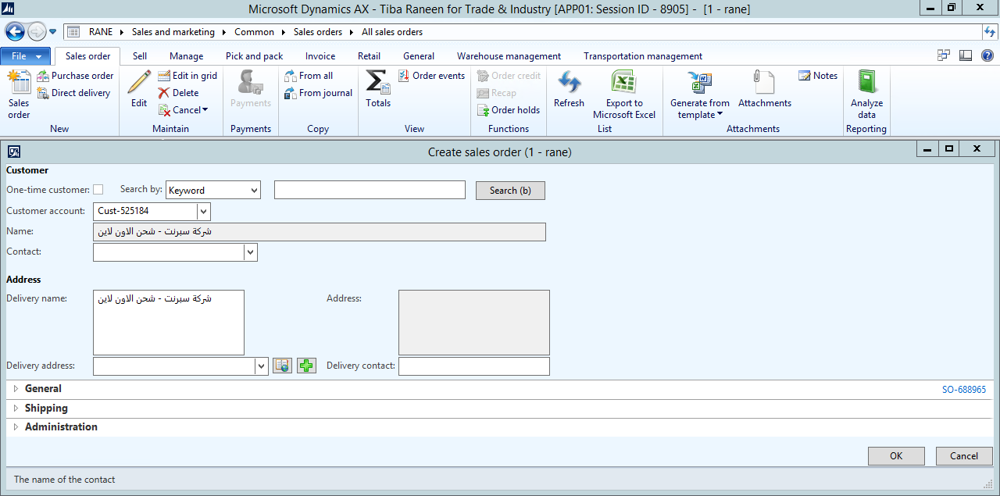 Microsoft Dynamics AX - Tiba Raneen for Trade & Industry [APP01: Session ID - 8905] - [1 - rane]
RANE Sales and marketing Common Sales orders All sales orders
File Sales order Sell Manage Pick and pack Invoice Retail General Warehouse management Transportation management
Sales order
Purchase order
Direct delivery
New
Edit
Edit in grid
Delete
Cancel
Maintain
Payments
Payments
From all
From journal
Copy
Totals
Order events
View
Order credit
Recap
Order holds
Functions
Refresh
Export to
Microsoft Excel
List
Generate from
template
Attachments
Notes
Attachments
Analyze
data
Reporting
Create sales order (1 - rane)
Customer
One-time customer: Search by: Keyword Search (b)
Customer account: Cust-525184
Name: شركة سبرنت - شحن الاون لاين
Contact:
Address
Delivery name: شركة سبرنت - شحن الاون لاين Address:
Delivery address: Delivery contact:
General SO-688965
Shipping
Administration
OK Cancel
The name of the contact